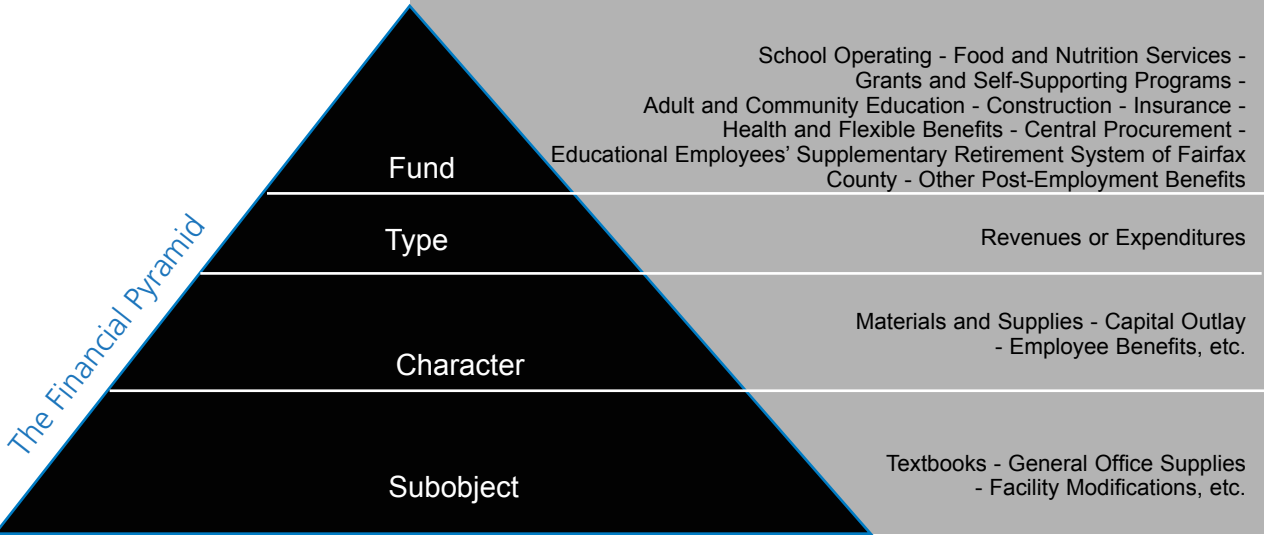 The Financial Pyramid
Fund
School Operating - Food and Nutrition Services -
Grants and Self-Supporting Programs -
Adult and Community Education - Construction - Insurance -
Health and Flexible Benefits - Central Procurement -
Educational Employees’ Supplementary Retirement System of Fairfax
County - Other Post-Employment Benefits
Type
Revenues or Expenditures
Character
Materials and Supplies - Capital Outlay
- Employee Benefits, etc.
Subobject
Textbooks - General Office Supplies
- Facility Modifications, etc.